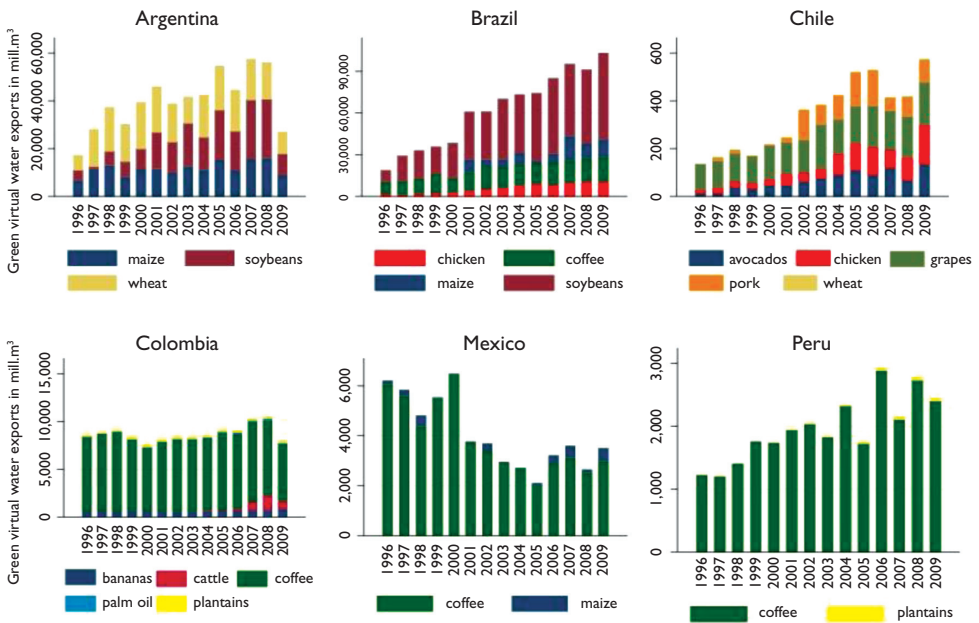 Argentina
Green virtual water exports in mill.m³
60,000
40,000
20,000
0
1996 1997 1998 1999 2000 2001 2002 2003 2004 2005 2006 2007 2008 2009
maize soybeans
wheat
Brazil
90,000
60,000
30,000
0
1996 1997 1998 1999 2000 2001 2002 2003 2004 2005 2006 2007 2008 2009
chicken coffee
maize soybeans
Chile
600
400
200
0
1996 1997 1998 1999 2000 2001 2002 2003 2004 2005 2006 2007 2008 2009
avocados chicken grapes
pork wheat
Colombia
Green virtual water exports in mill.m³
15,000
10,000
5,000
0
1996 1997 1998 1999 2000 2001 2002 2003 2004 2005 2006 2007 2008 2009
bananas cattle coffee
palm oil plantains
Mexico
6,000
4,000
2,000
0
1996 1997 1998 1999 2000 2001 2002 2003 2004 2005 2006 2007 2008 2009
coffee maize
Peru
3,000
2,000
1,000
0
1996 1997 1998 1999 2000 2001 2002 2003 2004 2005 2006 2007 2008 2009
coffee plantains